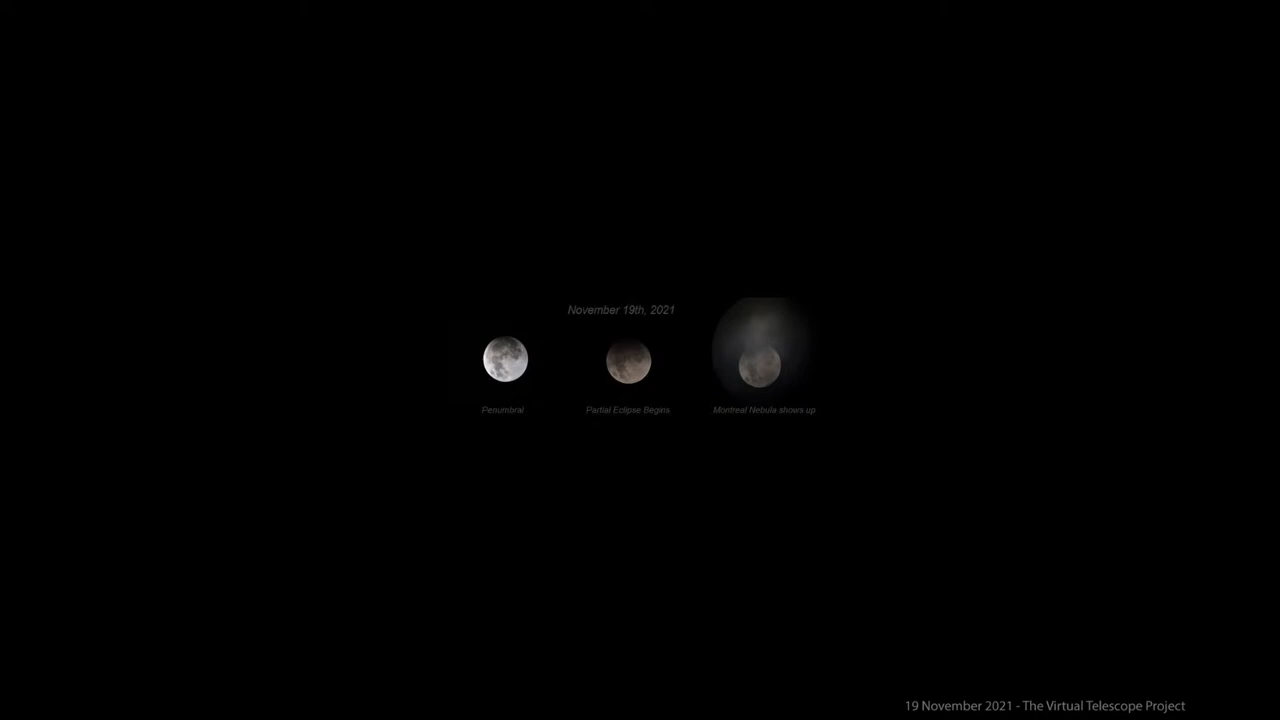 November 19th, 2021
Penumbral
Partial Eclipse Begins
Montreal Nebula shows up
19 November 2021 - The Virtual Telescope Project